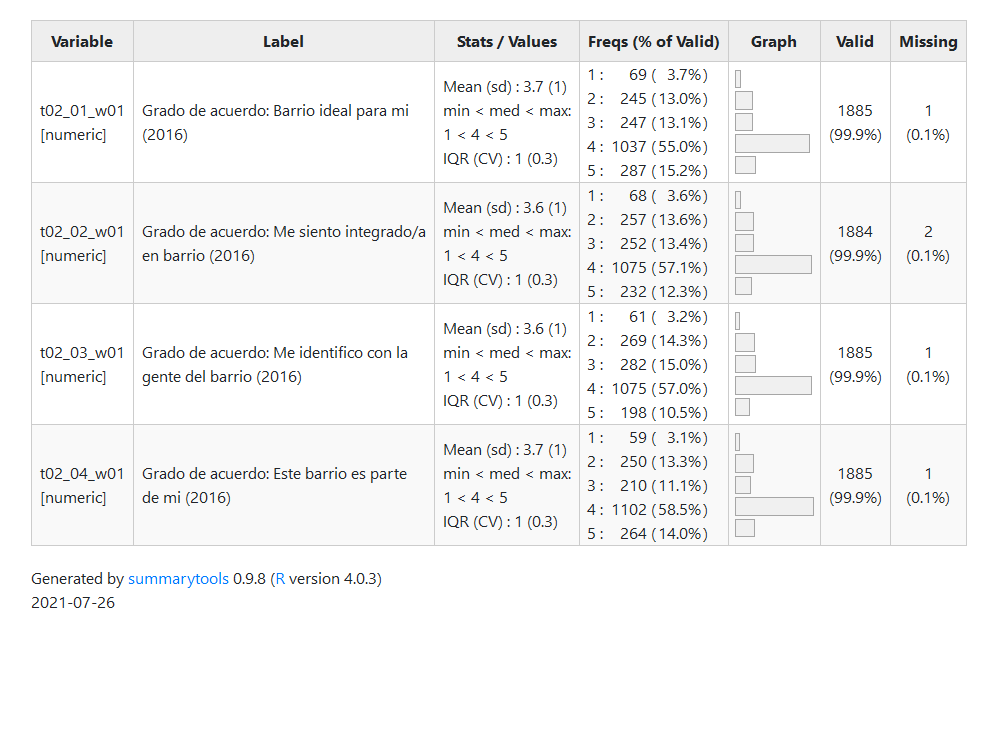 Variable Label Stats / Values Freqs (% of Valid) Graph Valid Missing
t02_01_w01
[numeric]
Grado de acuerdo: Barrio ideal para mi
(2016)
Mean (sd) : 3.7 (1)
min < med < max:
1 < 4 < 5
IQR (CV) : 1 (0.3)
1 : 69 ( 3.7%)
2 : 245 (13.0%)
3 : 247 (13.1%)
4 : 1037 (55.0%)
5 : 287 (15.2%)
1885
(99.9%)
1
(0.1%)
t02_02_w01
[numeric]
Grado de acuerdo: Me siento integrado/a
en barrio (2016)
Mean (sd) : 3.6 (1)
min < med < max:
1 < 4 < 5
IQR (CV) : 1 (0.3)
1 : 68 ( 3.6%)
2 : 257 (13.6%)
3 : 252 (13.4%)
4 : 1075 (57.1%)
5 : 232 (12.3%)
1884
(99.9%)
2
(0.1%)
t02_03_w01
[numeric]
Grado de acuerdo: Me identifico con la
gente del barrio (2016)
Mean (sd) : 3.6 (1)
min < med < max:
1 < 4 < 5
IQR (CV) : 1 (0.3)
1 : 61 ( 3.2%)
2 : 269 (14.3%)
3 : 282 (15.0%)
4 : 1075 (57.0%)
5 : 198 (10.5%)
1885
(99.9%)
1
(0.1%)
t02_04_w01
[numeric]
Grado de acuerdo: Este barrio es parte
de mi (2016)
Mean (sd) : 3.7 (1)
min < med < max:
1 < 4 < 5
IQR (CV) : 1 (0.3)
1 : 59 ( 3.1%)
2 : 250 (13.3%)
3 : 210 (11.1%)
4 : 1102 (58.5%)
5 : 264 (14.0%)
1885
(99.9%)
1
(0.1%)
Generated by summarytools 0.9.8 (R version 4.0.3)
2021-07-26